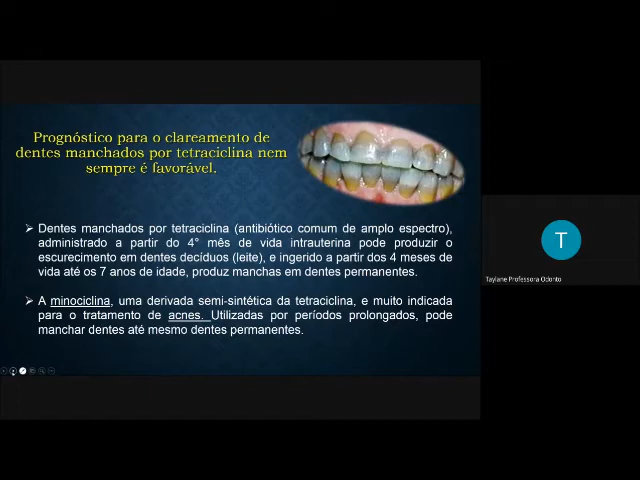 Prognóstico para o clareamento de
dentes manchados por tetraciclina nem
sempre é favorável.
Dentes manchados por tetraciclina (antibiótico comum de amplo espectro),
administrado a partir do 4° mês de vida intrauterina pode produzir o
escurecimento em dentes decíduos (leite), e ingerido a partir dos 4 meses de
vida até os 7 anos de idade, produz manchas em dentes permanentes.
A minociclina, uma derivada semi-sintética da tetraciclina, e muito indicada
para o tratamento de acnes. Utilizadas por períodos prolongados, pode
manchar dentes até mesmo dentes permanentes.
T
Taylane Professora Odonto